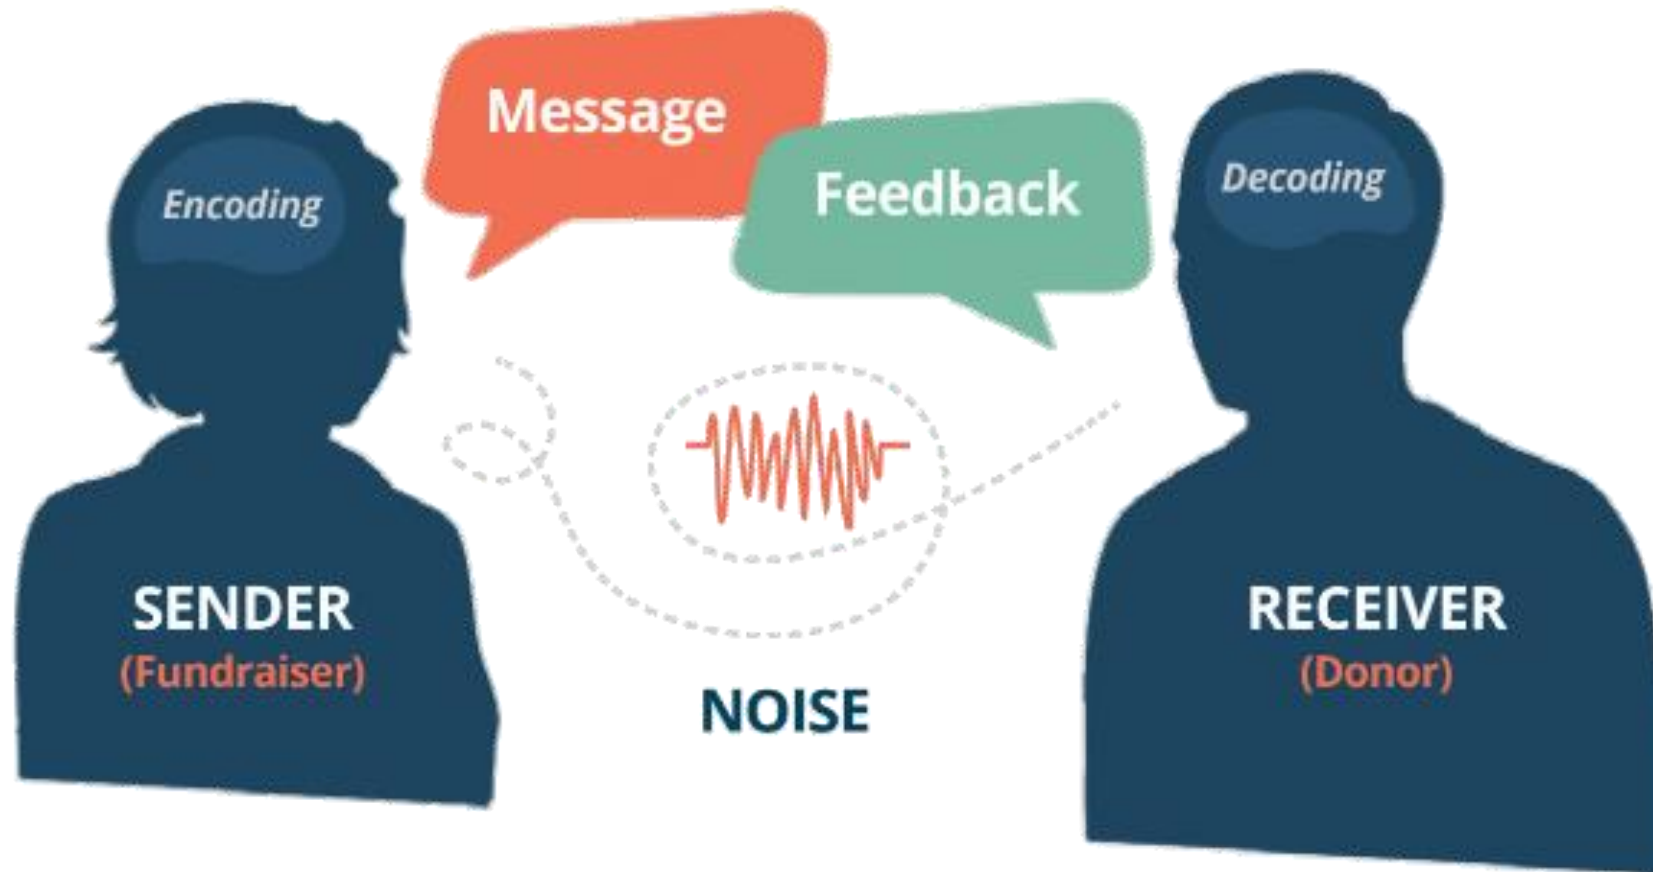 Message
Feedback
Encoding
Decoding
SENDER
(Fundraiser)
NOISE
RECEIVER
(Donor)